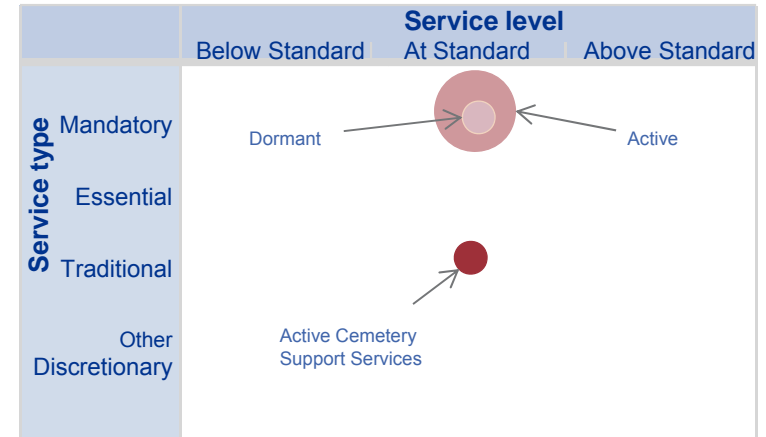 Service level
Below Standard
At Standard
Above Standard
Service type
Mandatory
Essential
Traditional
Other
Discretionary
Dormant
Active
Active Cemetery
Support Services